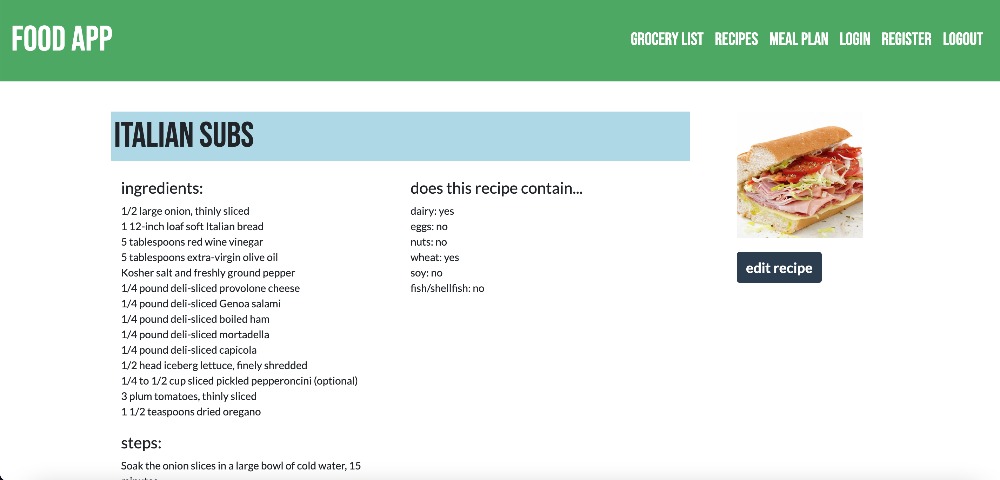 FOOD APP
GROCERY LIST RECIPES MEAL PLAN LOGIN REGISTER LOGOUT
ITALIAN SUBS
ingredients:
1/2 large onion, thinly sliced
1 12-inch loaf soft Italian bread
5 tablespoons red wine vinegar
5 tablespoons extra-virgin olive oil
Kosher salt and freshly ground pepper
1/4 pound deli-sliced provolone cheese
1/4 pound deli-sliced Genoa salami
1/4 pound deli-sliced boiled ham
1/4 pound deli-sliced mortadella
1/4 pound deli-sliced capicola
1/2 head iceberg lettuce, finely shredded
1/4 to 1/2 cup sliced pickled pepperoncini (optional)
3 plum tomatoes, thinly sliced
1 1/2 teaspoons dried oregano
steps:
Soak the onion slices in a large bowl of cold water, 15
does this recipe contain...
dairy: yes
eggs: no
nuts: no
wheat: yes
soy: no
fish/shellfish: no
edit recipe